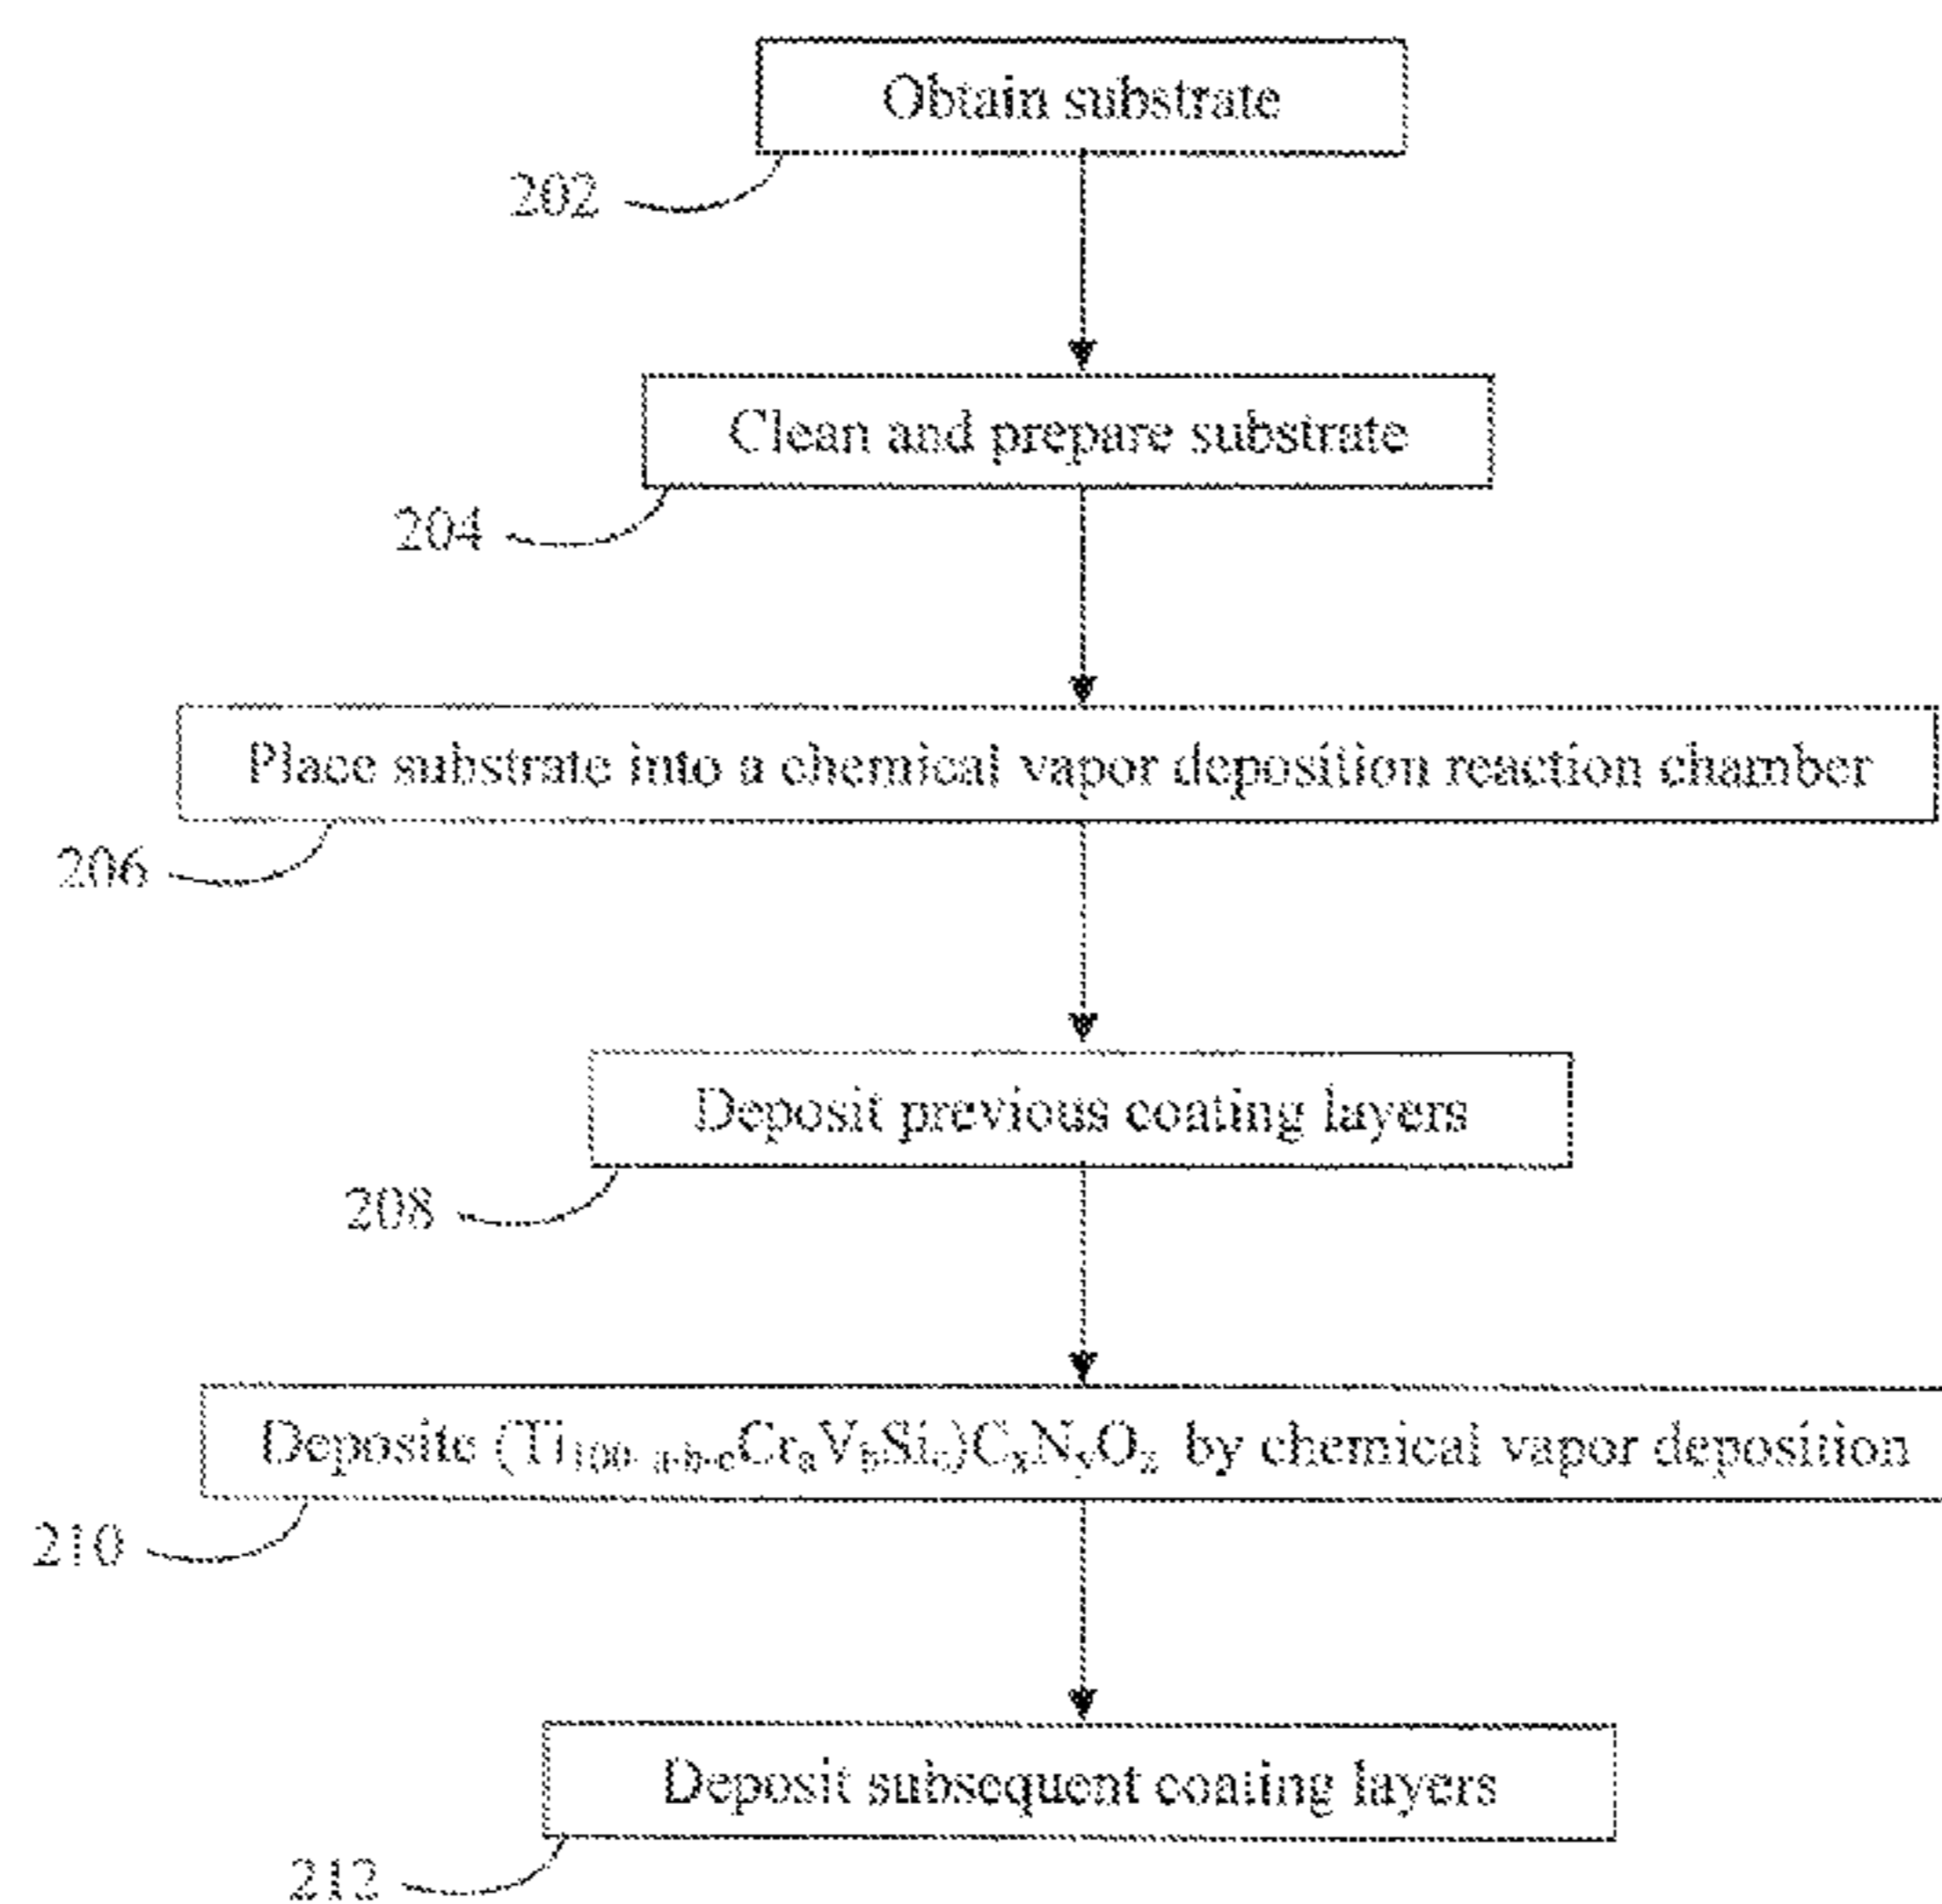 Obtain substrate
202
Clean and prepare substrate
204
Place substrate into a chemical vapor deposition reaction chamber
206
Deposit previous coating layers
208
Deposite (Ti₁₀₀₋ ₐ₋b₋cCrₐVbSic)CₓNyOz by chemical vapor deposition
210
Deposit subsequent coating layers
212